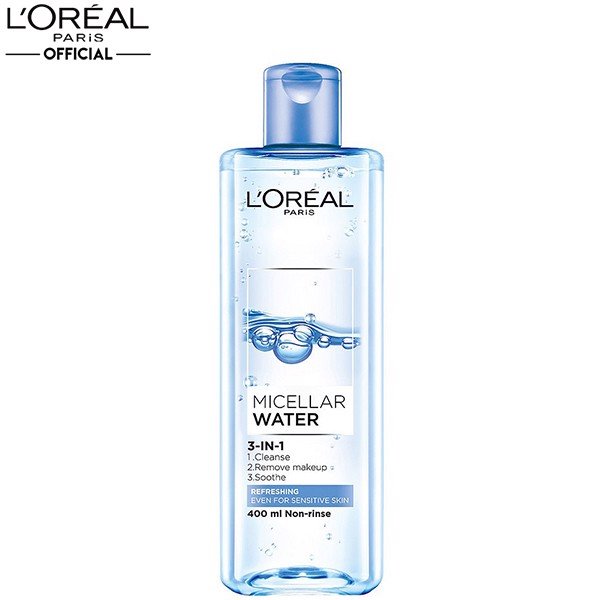 L'ORÉAL
PARIS
OFFICIAL
L'ORÉAL
PARIS
MICELLAR
WATER
3-IN-1
1.Cleanse
2.Remove makeup
3.Soothe
REFRESHING
EVEN FOR SENSITIVE SKIN
400 ml Non-rinse